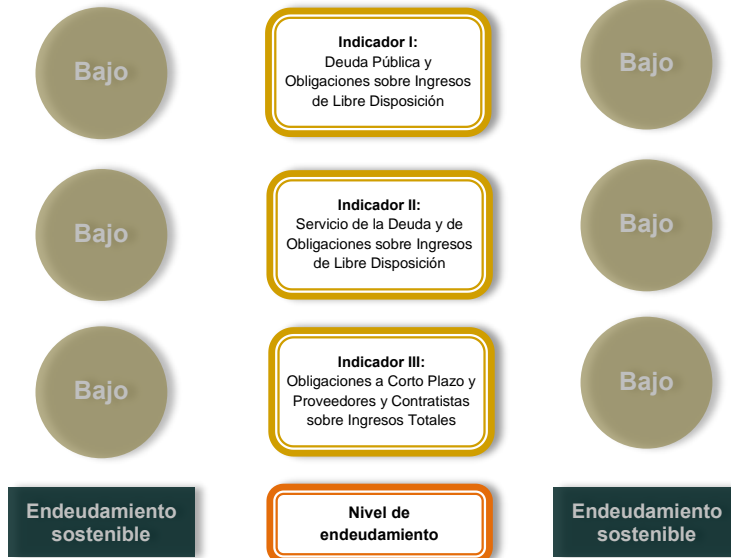 Bajo
Indicador I:
Deuda Pública y
Obligaciones sobre Ingresos
de Libre Disposición
Bajo
Bajo
Indicador II:
Servicio de la Deuda y de
Obligaciones sobre Ingresos
de Libre Disposición
Bajo
Bajo
Indicador III:
Obligaciones a Corto Plazo y
Proveedores y Contratistas
sobre Ingresos Totales
Bajo
Endeudamiento
sostenible
Nivel de
endeudamiento
Endeudamiento
sostenible